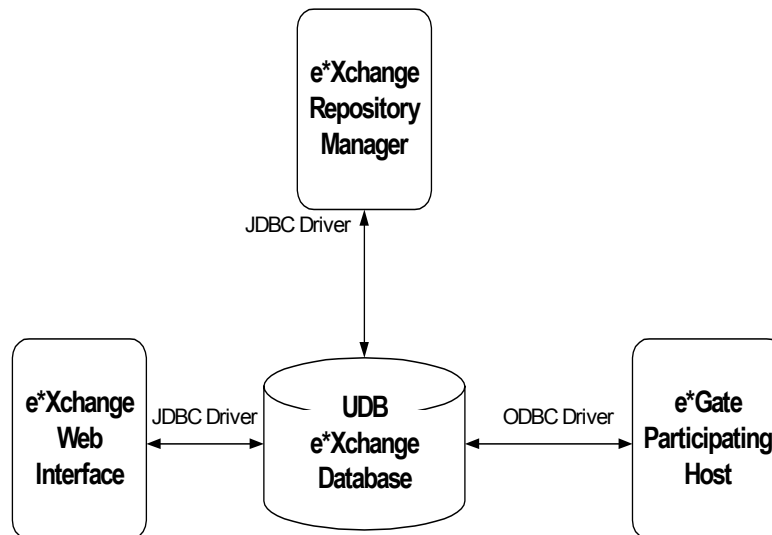 e*Xchange
Repository
Manager
JDBC Driver
e*Xchange
Web
Interface
JDBC Driver
UDB
e*Xchange
Database
ODBC Driver
e*Gate
Participating
Host